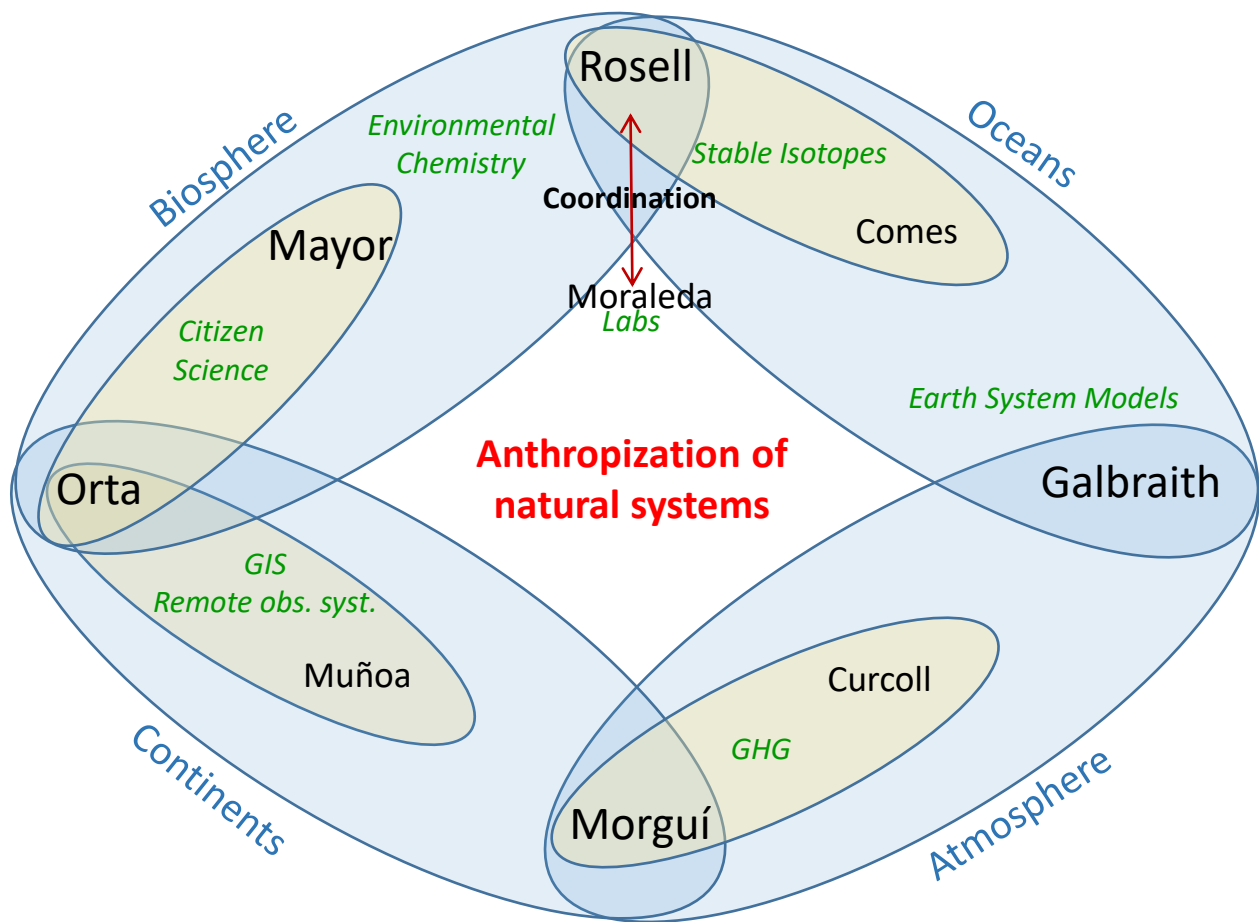 Rosell
Biosphere
Oceans
Environmental
Chemistry
Stable Isotopes
Coordination
Comes
Mayor
Moraleda
Labs
Citizen
Science
Earth System Models
Anthropization of
natural systems
Orta
Galbraith
GIS
Remote obs. syst.
Muñoa
Curcoll
GHG
Continents
Morguí
Atmosphere